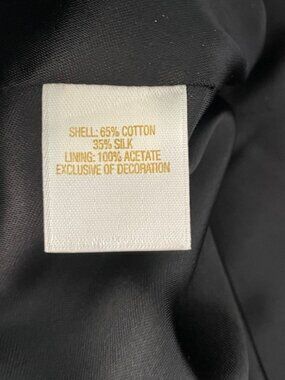 SHELL: 65% COTTON
35% SILK
LINING: 100% ACETATE
EXCLUSIVE OF DECORATION